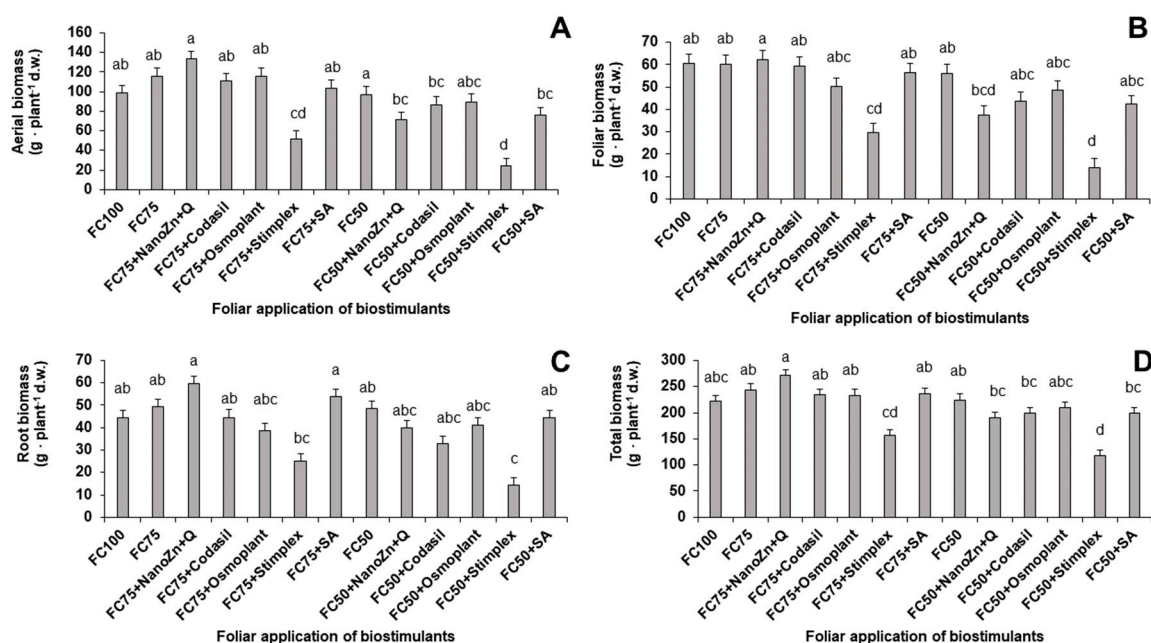 A
Aerial biomass
(g · plant⁻¹ d.w.)
160
140
120
100
80
60
40
20
0
ab
ab
a
ab
ab
cd
ab
a
bc
bc
abc
d
bc
FC100
FC75
FC75+NanoZn+Q
FC75+Codasil
FC75+Osmoplant
FC75+Stimplex
FC75+SA
FC50
FC50+NanoZn+Q
FC50+Codasil
FC50+Osmoplant
FC50+Stimplex
FC50+SA
Foliar application of biostimulants
B
Foliar biomass
(g · plant⁻¹ d.w.)
70
60
50
40
30
20
10
0
ab
ab
a
ab
abc
cd
ab
ab
bcd
abc
abc
d
abc
FC100
FC75
FC75+NanoZn+Q
FC75+Codasil
FC75+Osmoplant
FC75+Stimplex
FC75+SA
FC50
FC50+NanoZn+Q
FC50+Codasil
FC50+Osmoplant
FC50+Stimplex
FC50+SA
Foliar application of biostimulants
C
Root biomass
(g · plant⁻¹ d.w.)
70
60
50
40
30
20
10
0
ab
ab
a
ab
abc
bc
a
ab
abc
abc
abc
c
ab
FC100
FC75
FC75+NanoZn+Q
FC75+Codasil
FC75+Osmoplant
FC75+Stimplex
FC75+SA
FC50
FC50+NanoZn+Q
FC50+Codasil
FC50+Osmoplant
FC50+Stimplex
FC50+SA
Foliar application of biostimulants
D
Total biomass
(g · plant⁻¹ d.w.)
300
250
200
150
100
50
0
abc
ab
a
ab
ab
cd
ab
ab
bc
bc
abc
d
bc
FC100
FC75
FC75+NanoZn+Q
FC75+Codasil
FC75+Osmoplant
FC75+Stimplex
FC75+SA
FC50
FC50+NanoZn+Q
FC50+Codasil
FC50+Osmoplant
FC50+Stimplex
FC50+SA
Foliar application of biostimulants